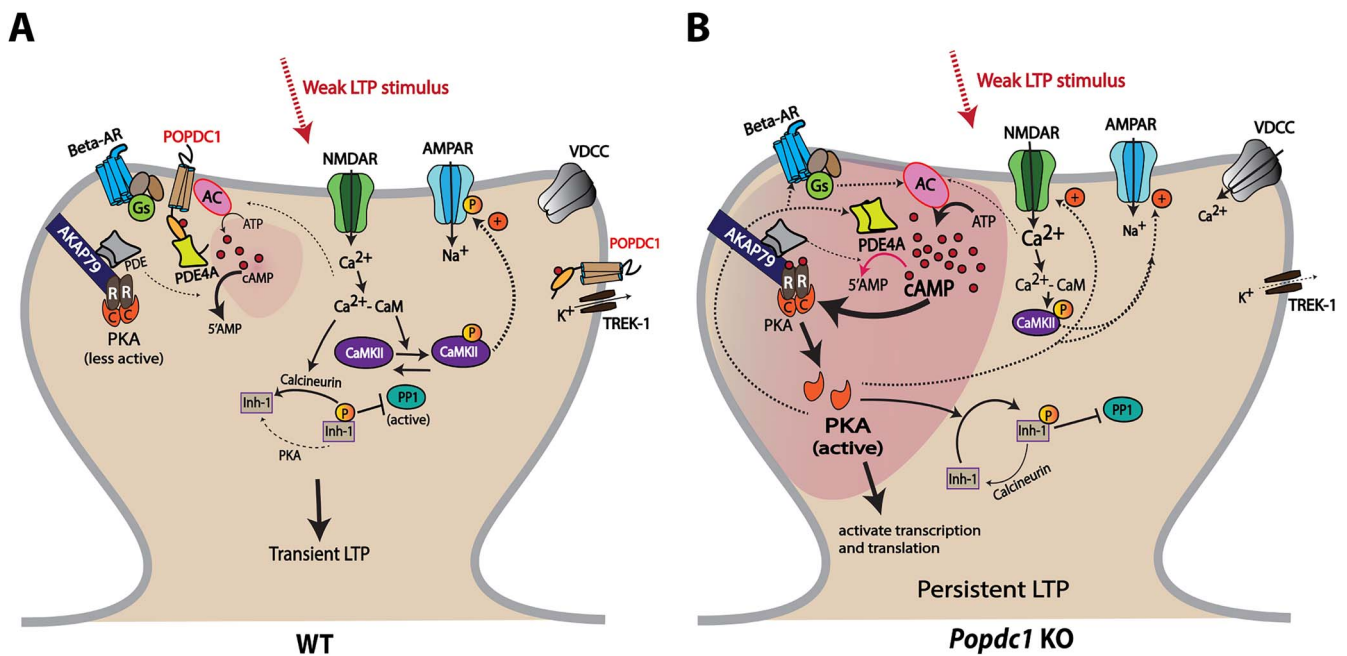 A
Weak LTP stimulus
Beta-AR
POPDC1
NMDAR
AMPAR
VDCC
Gs
AC
P
+
ATP
AKAP79
PDE
PDE4A
cAMP
Ca2+
Na+
POPDC1
R R
C C
5'AMP
K+
TREK-1
PKA
(less active)
Ca2+- CaM
P
CaMKII
CaMKII
Calcineurin
Inh-1
P
Inh-1
PP1
(active)
PKA
Transient LTP
WT
B
Weak LTP stimulus
Beta-AR
NMDAR
AMPAR
VDCC
Gs
AC
+
+
ATP
Ca2+
AKAP79
PDE4A
Ca2+
Na+
R R
C C
5'AMP
cAMP
Ca2+- CaM
K+
TREK-1
PKA
P
CaMKII
PKA
(active)
P
Inh-1
PP1
Inh-1
Calcineurin
activate transcription
and translation
Persistent LTP
Popdc1 KO